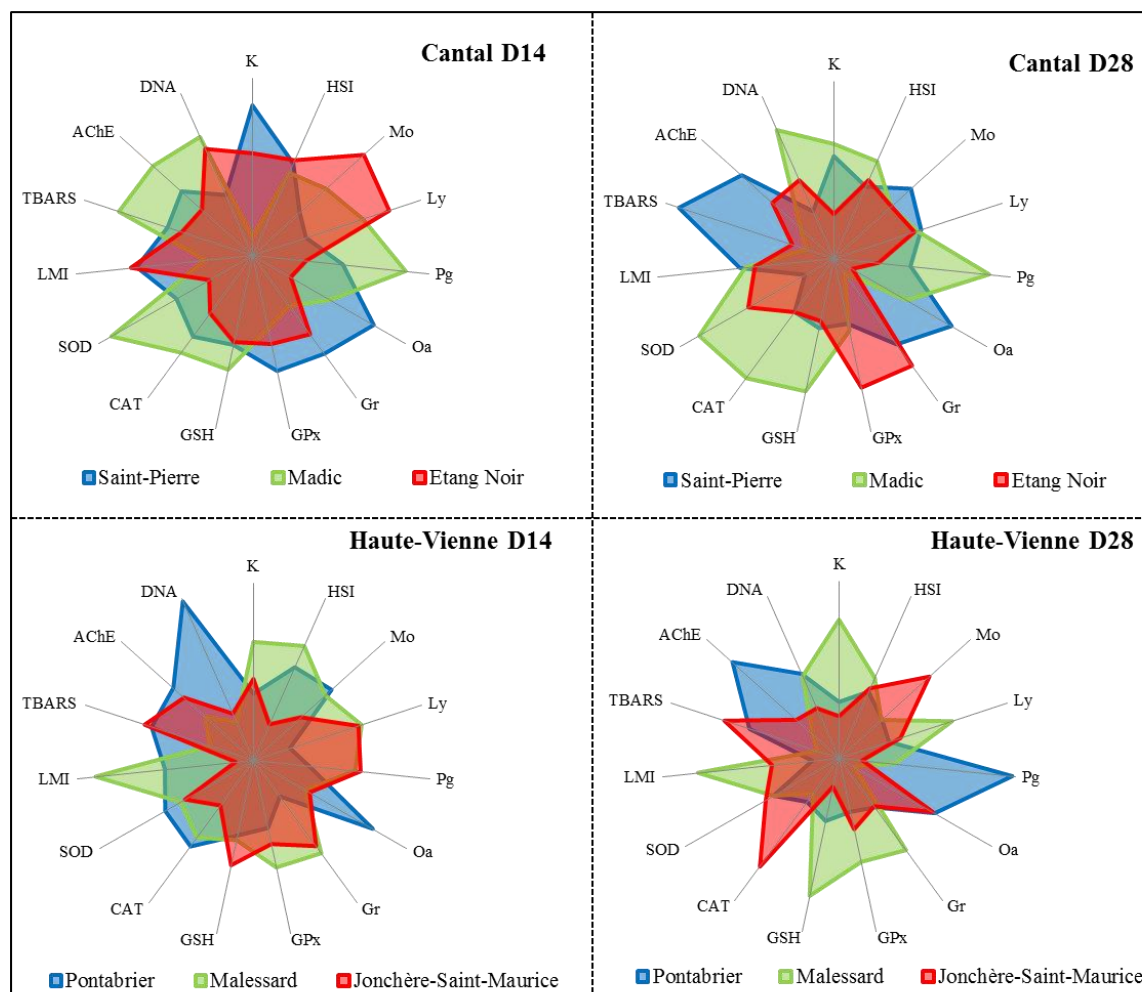 Cantal D14
K
HSI
Mo
Ly
Pg
Oa
Gr
GPx
GSH
CAT
SOD
LMI
TBARS
AChE
DNA
Saint-Pierre Madic Etang Noir
Cantal D28
K
HSI
Mo
Ly
Pg
Oa
Gr
GPx
GSH
CAT
SOD
LMI
TBARS
AChE
DNA
Saint-Pierre Madic Etang Noir
Haute-Vienne D14
K
HSI
Mo
Ly
Pg
Oa
Gr
GPx
GSH
CAT
SOD
LMI
TBARS
AChE
DNA
Pontabrier Malessard Jonchère-Saint-Maurice
Haute-Vienne D28
K
HSI
Mo
Ly
Pg
Oa
Gr
GPx
GSH
CAT
SOD
LMI
TBARS
AChE
DNA
Pontabrier Malessard Jonchère-Saint-Maurice